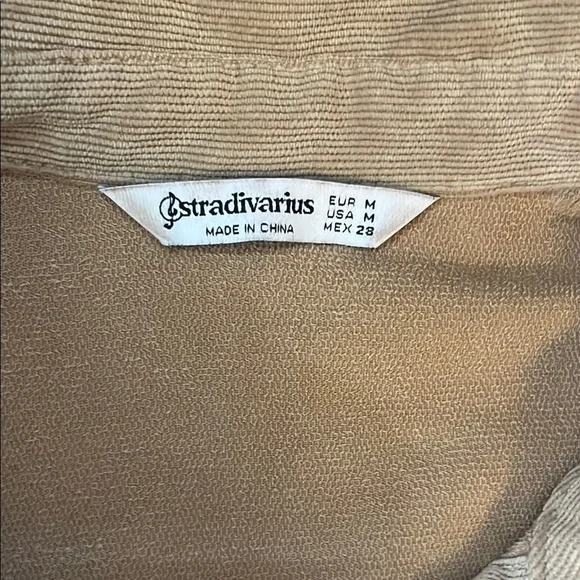 stradivarius
MADE IN CHINA
EUR M
USA M
MEX 28